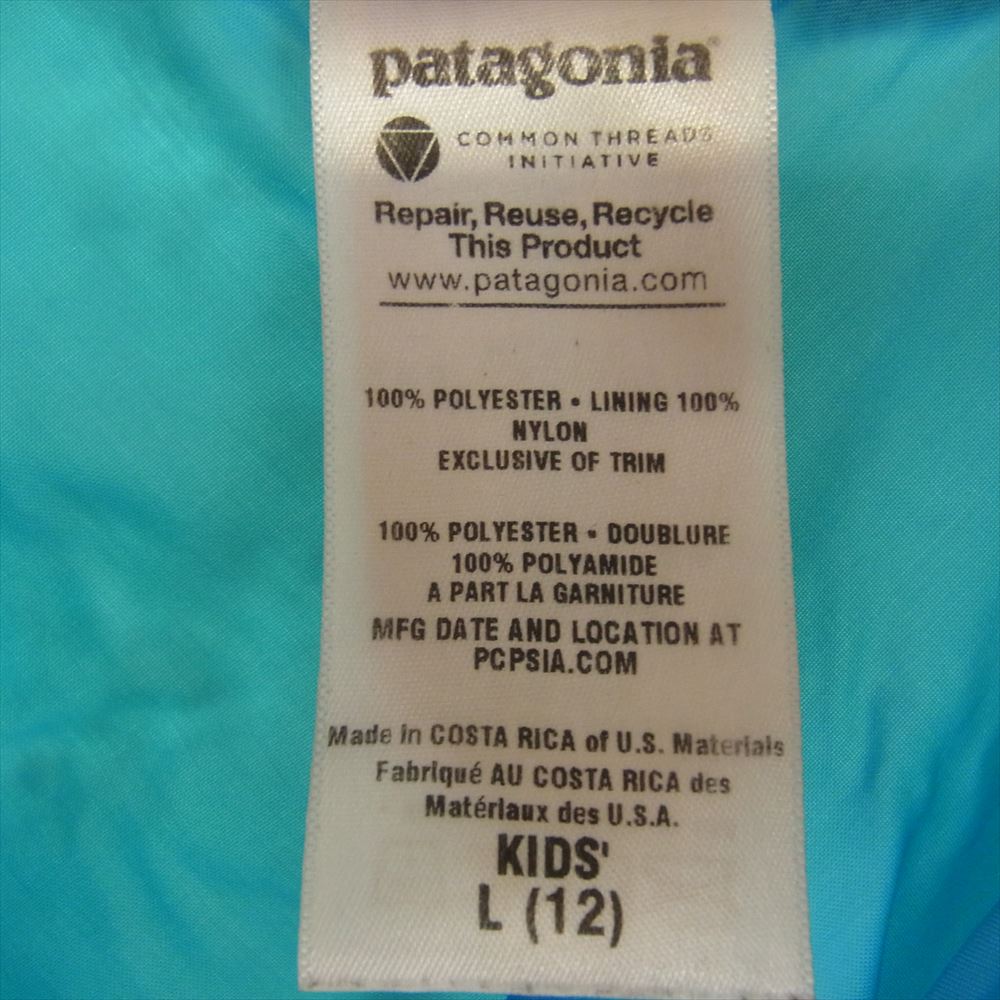 patagonia®
COMMON THREADS
INITIATIVE
Repair, Reuse, Recycle
This Product
www.patagonia.com
100% POLYESTER • LINING 100%
NYLON
EXCLUSIVE OF TRIM
100% POLYESTER • DOUBLURE
100% POLYAMIDE
A PART LA GARNITURE
MFG DATE AND LOCATION AT
PCPSIA.COM
Made in COSTA RICA of U.S. Materials
Fabriqué AU COSTA RICA des
Matériaux des U.S.A.
KIDS'
L (12)